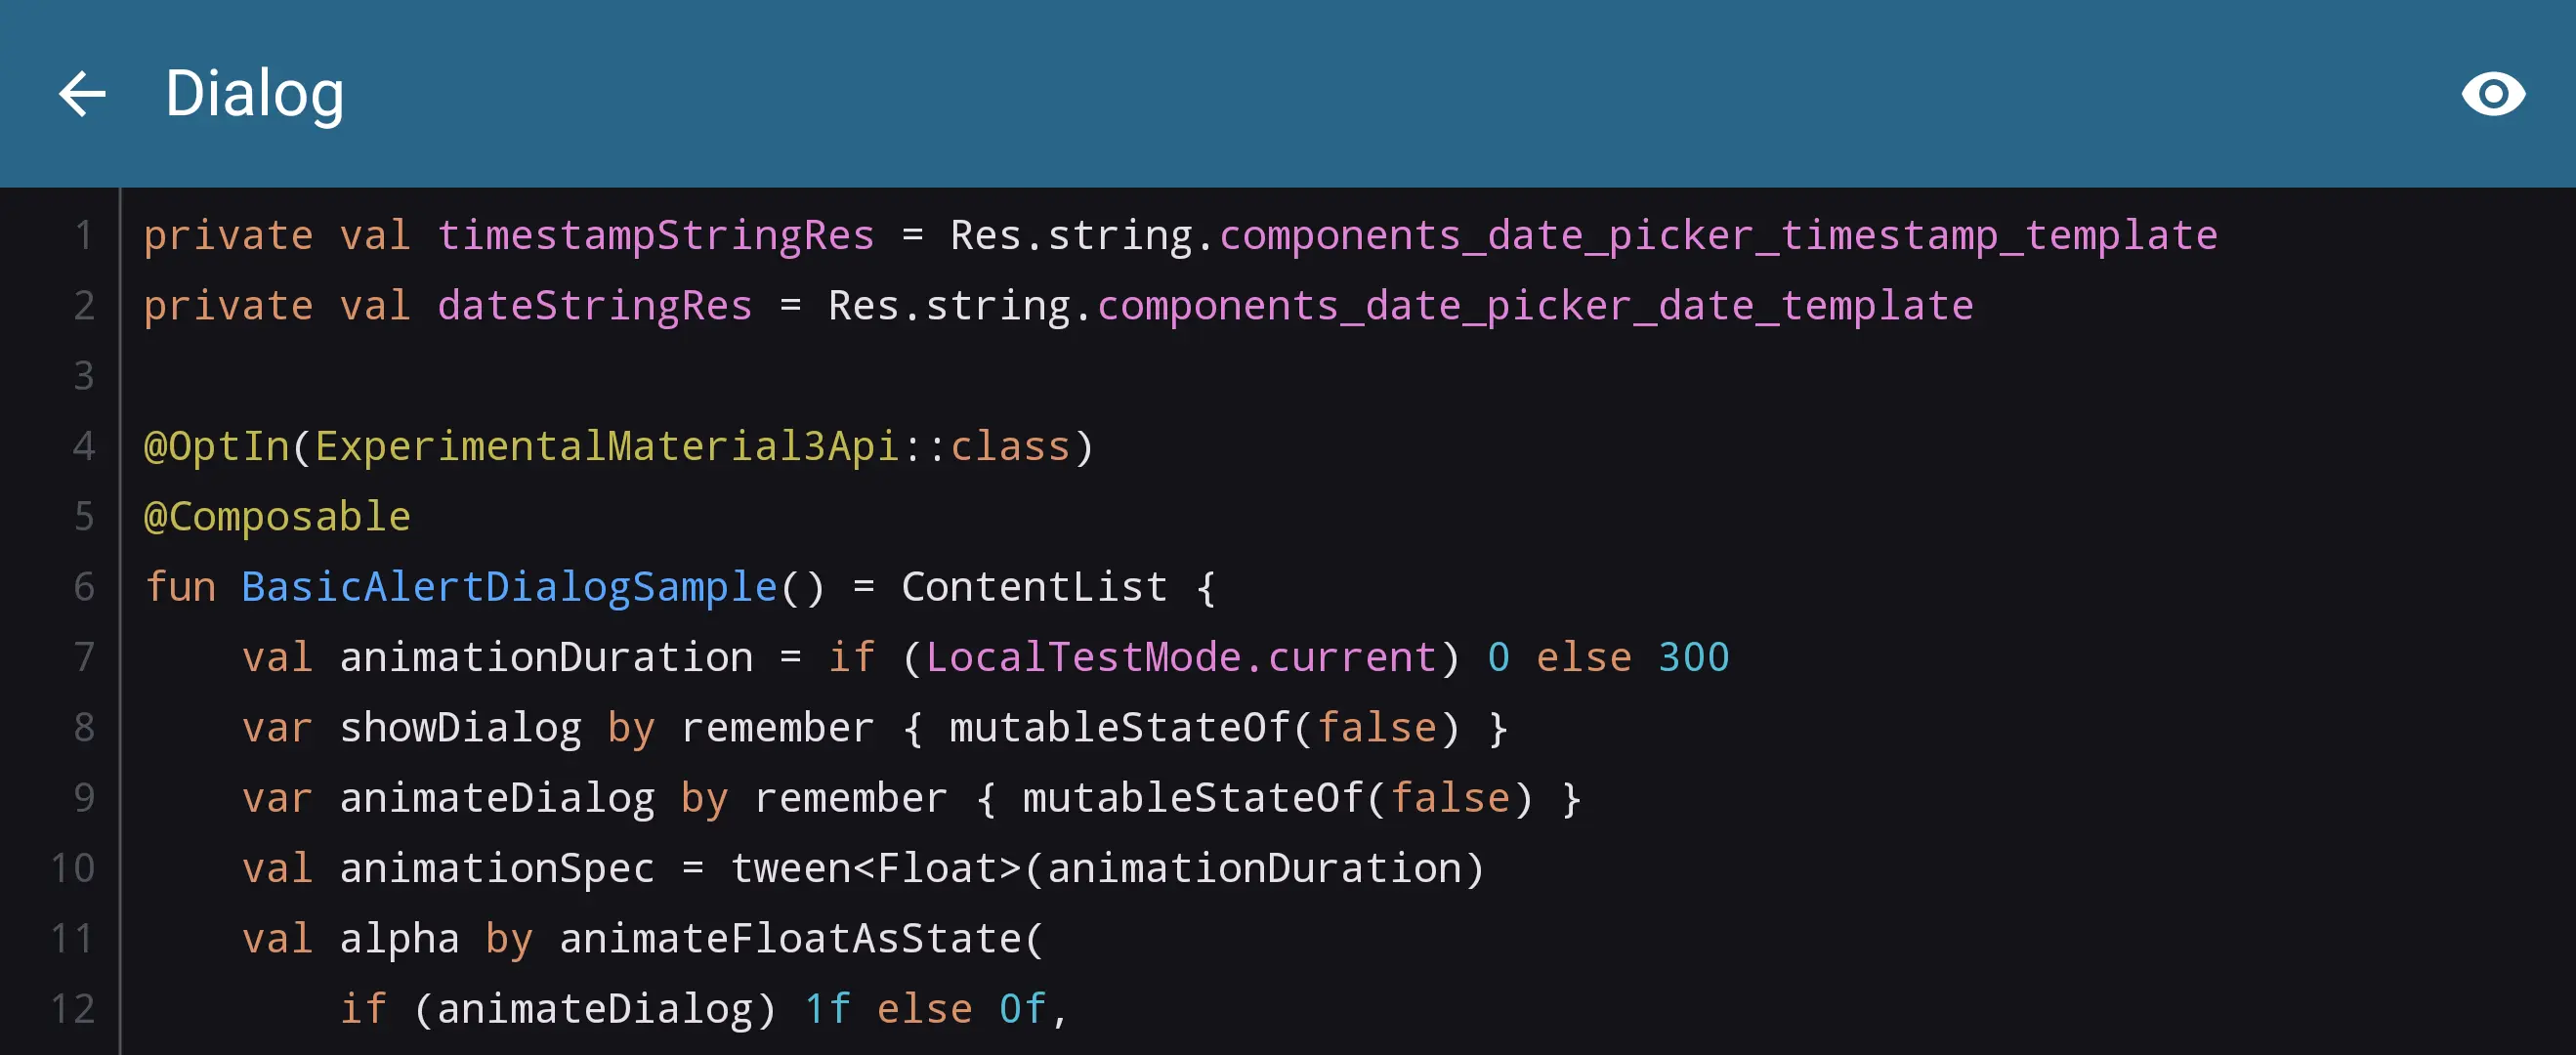 Dialog
1 private val timestampStringRes = Res.string.components_date_picker_timestamp_template
2 private val dateStringRes = Res.string.components_date_picker_date_template
3
4 @OptIn(ExperimentalMaterial3Api::class)
5 @Composable
6 fun BasicAlertDialogSample() = ContentList {
7     val animationDuration = if (LocalTestMode.current) 0 else 300
8     var showDialog by remember { mutableStateOf(false) }
9     var animateDialog by remember { mutableStateOf(false) }
10     val animationSpec = tween<Float>(animationDuration)
11     val alpha by animateFloatAsState(
12         if (animateDialog) 1f else 0f,